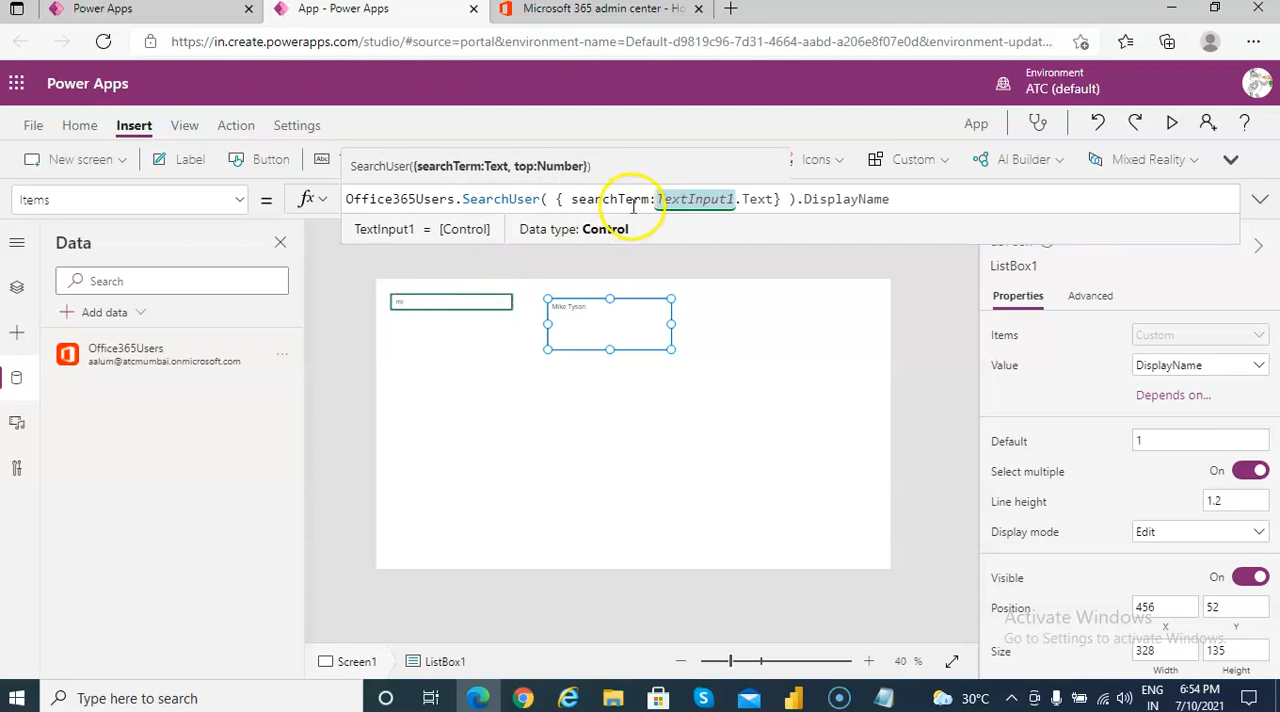 Power Apps
App - Power Apps
Microsoft 365 admin center - Ho
https://in.create.powerapps.com/studio/#source=portal&environment-name=Default-d9819c96-7d31-4664-aabd-a206e8f07e0d&environment-updat...
Power Apps
Environment
ATC (default)
File Home Insert View Action Settings
App
New screen Label Button Abc
Icons Custom AI Builder Mixed Reality
SearchUser({searchTerm:Text, top:Number})
Items = fx Office365Users.SearchUser( { searchTerm:TextInput1.Text} ).DisplayName
TextInput1 = [Control] Data type: Control
Data
Search
Add data
Office365Users
aalum@atcmumbai.onmicrosoft.com
Mike Tyson
ListBox1
Properties Advanced
Items Custom
Value DisplayName
Depends on...
Default 1
Select multiple On
Line height 1.2
Display mode Edit
Visible On
Position 456 52
X Y
Size 328 135
Width Height
Activate Windows
Go to Settings to activate Windows.
Screen1 ListBox1
40 %
Type here to search
30°C
ENG
IN
6:54 PM
7/10/2021